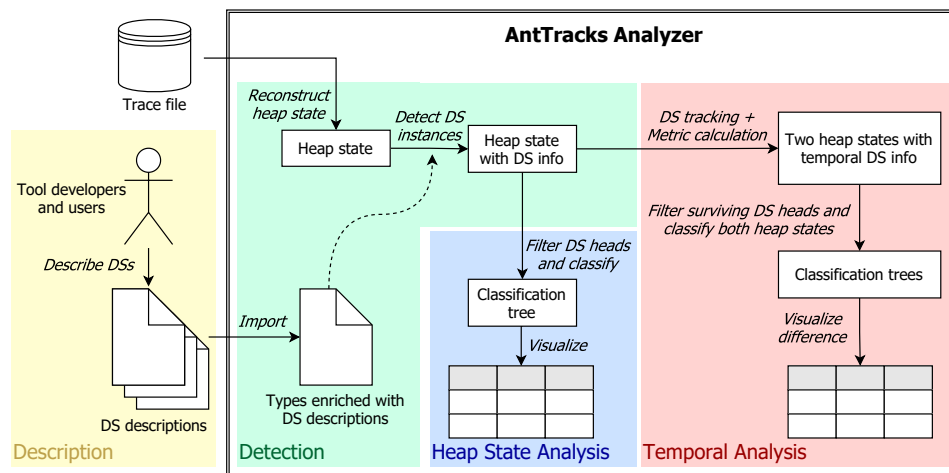 AntTracks Analyzer
Trace file
Reconstruct
heap state
Detect DS
instances
Heap state
Heap state
with DS info
DS tracking +
Metric calculation
Two heap states with
temporal DS info
Tool developers
and users
Describe DSs
DS descriptions
Import
Types enriched with
DS descriptions
Filter DS heads
and classify
Classification
tree
Visualize
Filter surviving DS heads and
classify both heap states
Classification trees
Visualize
difference
Description
Detection
Heap State Analysis
Temporal Analysis